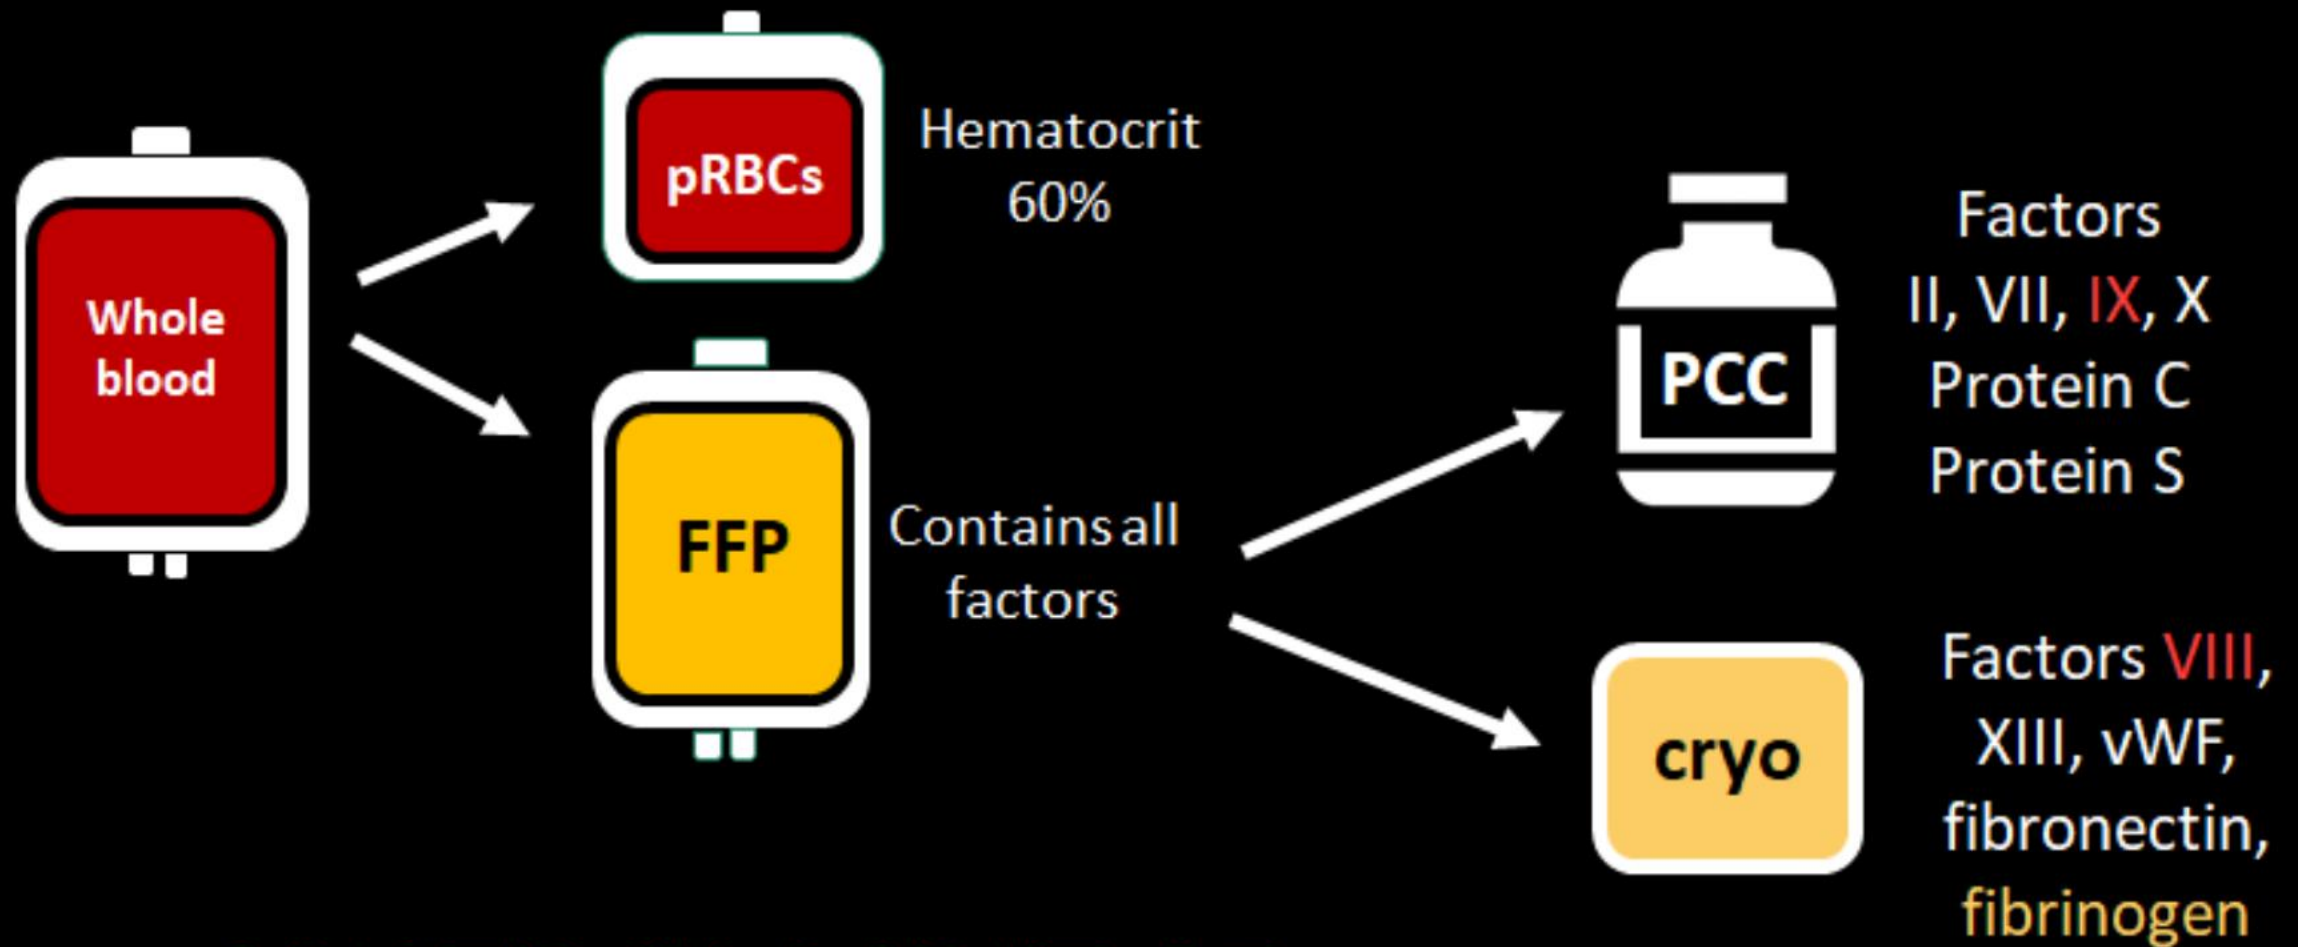 Whole
blood
pRBCs
Hematocrit
60%
FFP
Contains all
factors
PCC
Factors
II, VII, IX, X
Protein C
Protein S
cryo
Factors VIII,
XIII, vWF,
fibronectin,
fibrinogen